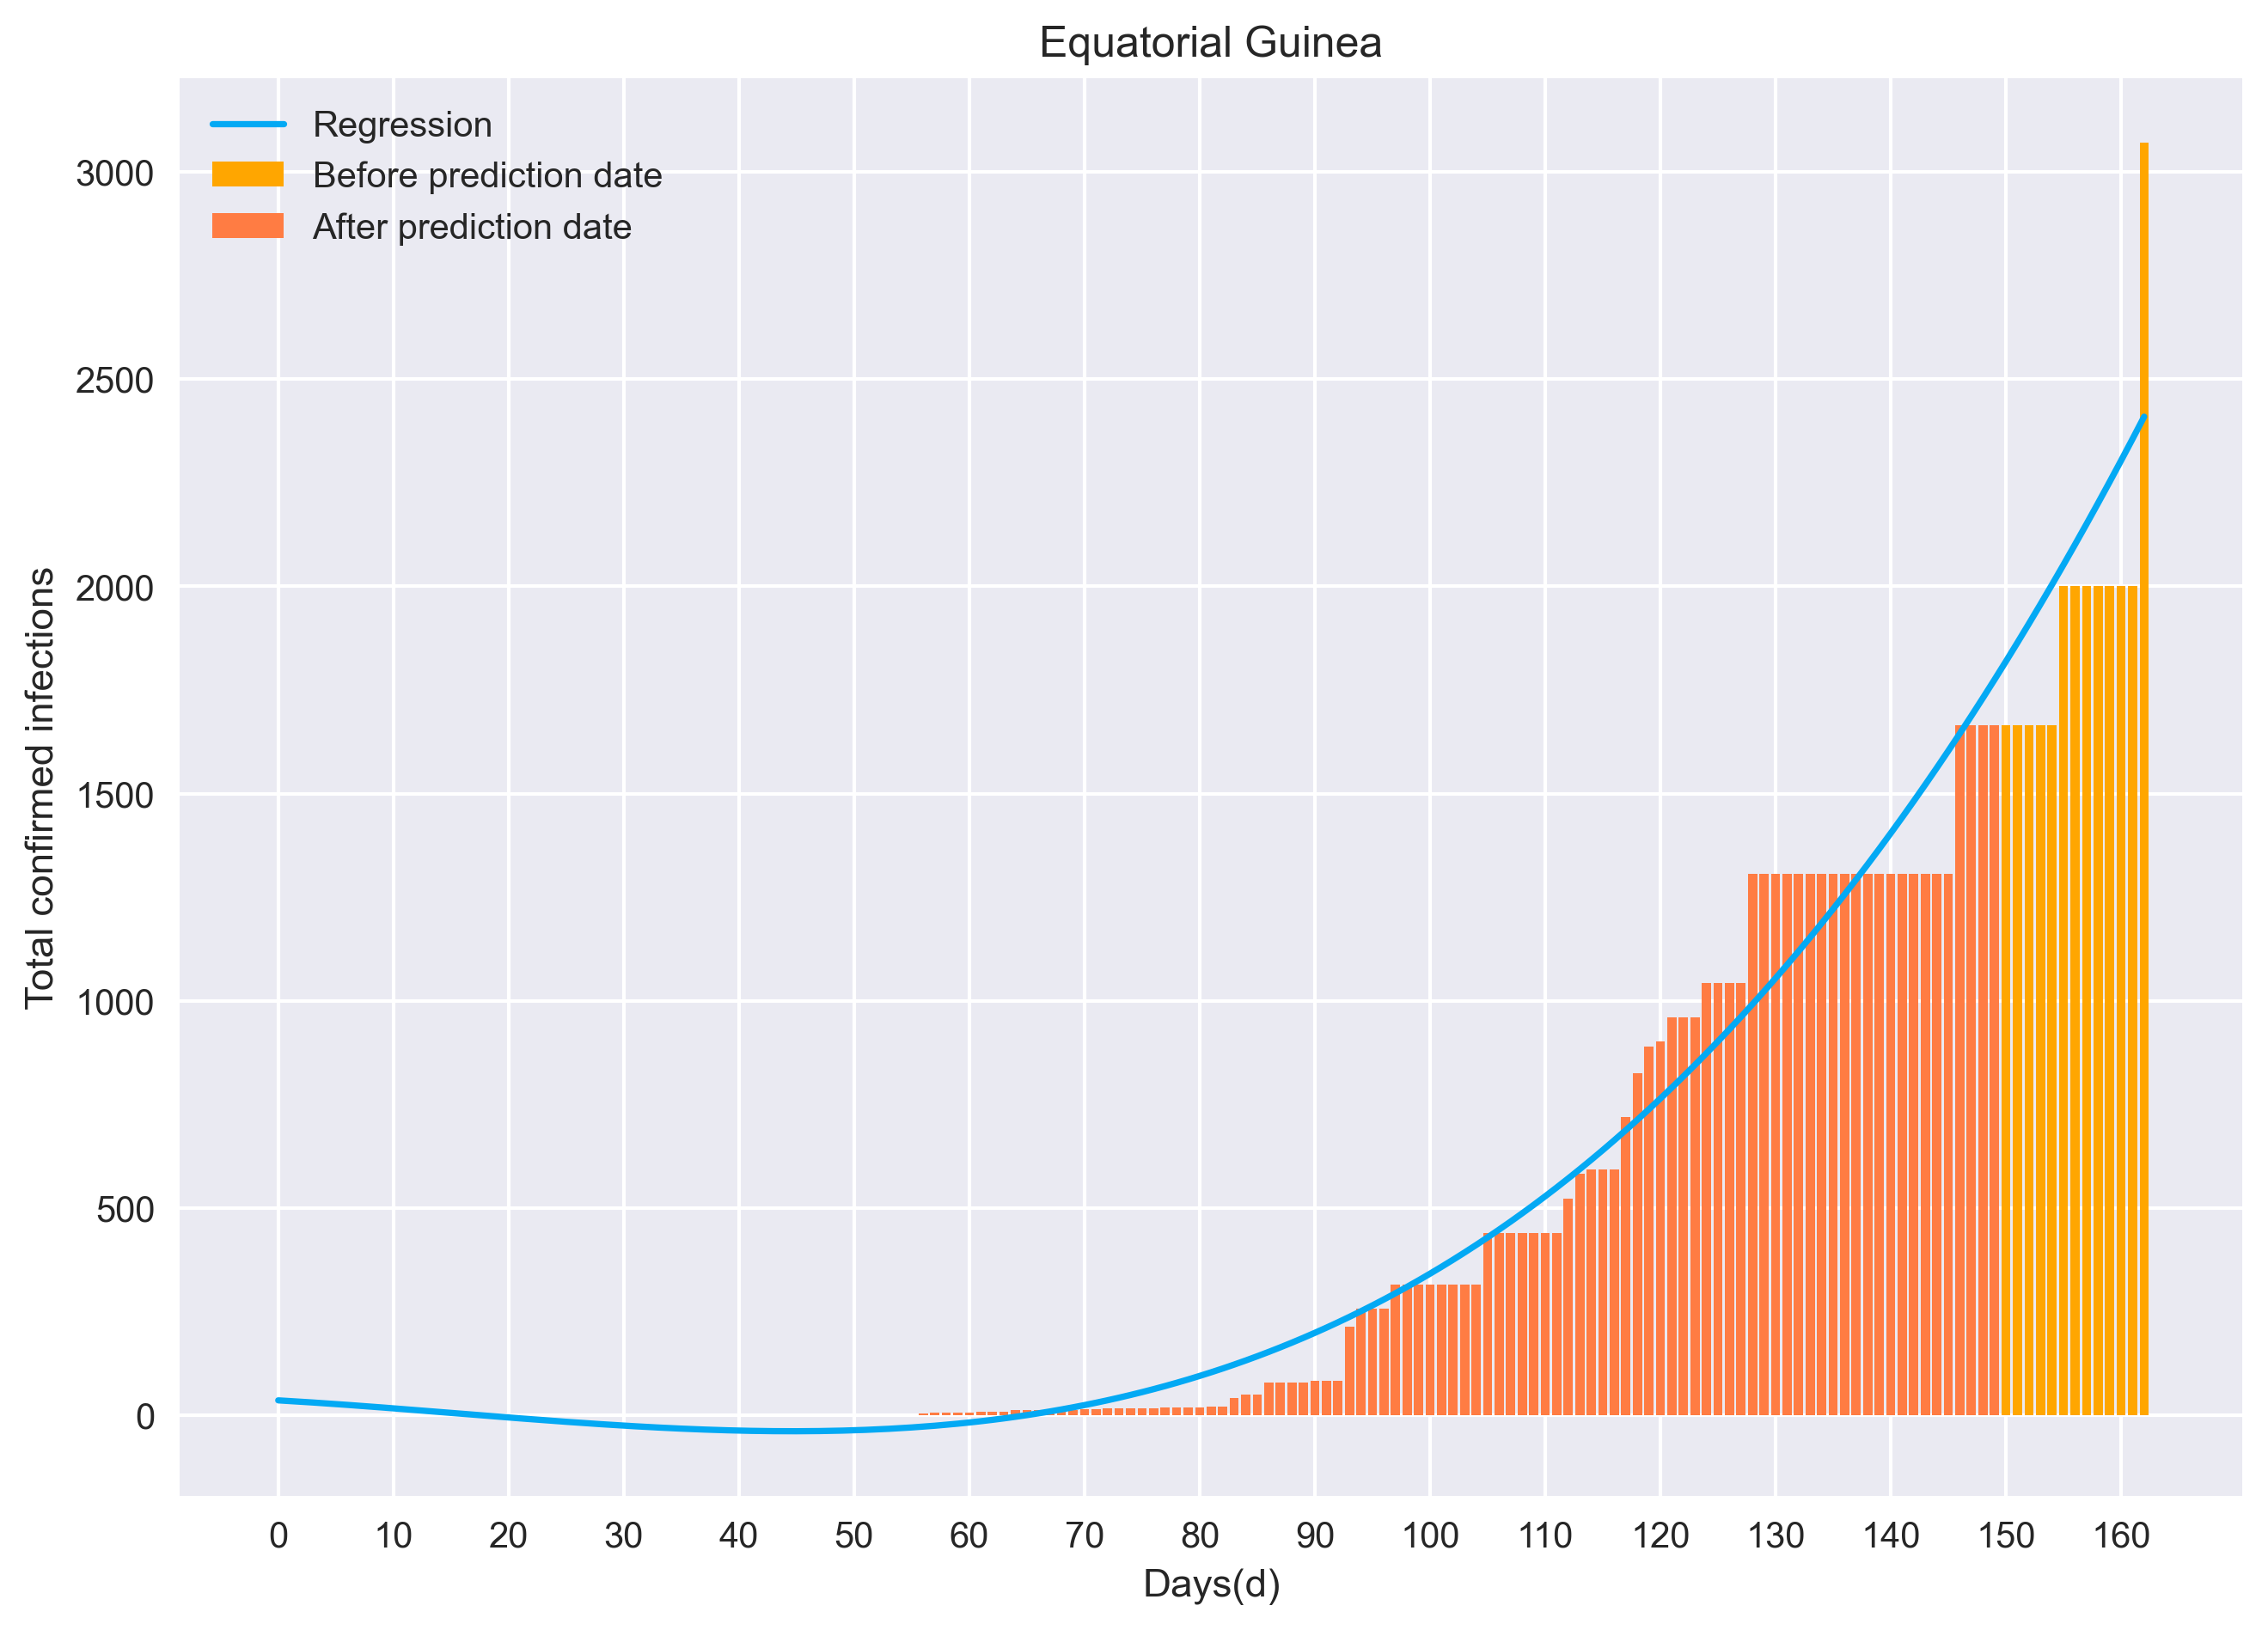 Equatorial Guinea
Regression
Before prediction date
After prediction date
Total confirmed infections
3000
2500
2000
1500
1000
500
0
0 10 20 30 40 50 60 70 80 90 100 110 120 130 140 150 160
Days(d)